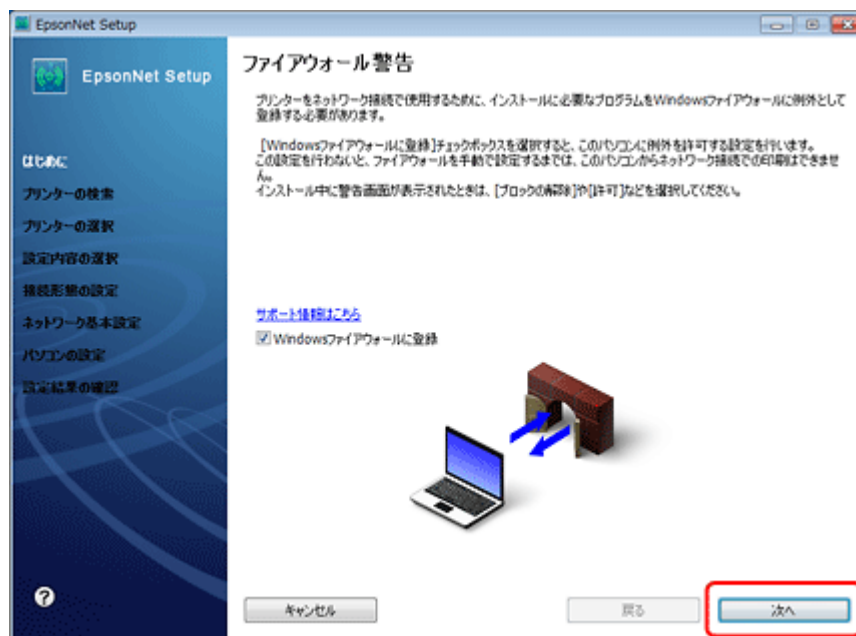 EpsonNet Setup
EpsonNet Setup
はじめに
プリンターの検索
プリンターの選択
設定内容の選択
接続形態の設定
ネットワーク基本設定
パソコンの設定
設定結果の確認
ファイアウォール警告
プリンターをネットワーク接続で使用するために、インストールに必要なプログラムをWindowsファイアウォールに例外として
登録する必要があります。
[Windowsファイアウォールに登録]チェックボックスを選択すると、このパソコンに例外を許可する設定を行います。
この設定を行わないと、ファイアウォールを手動で設定するまでは、このパソコンからネットワーク接続での印刷はできませ
ん。
インストール中に警告画面が表示されたときは、[ブロックの解除]や[許可]などを選択してください。
サポート情報はこちら
Windowsファイアウォールに登録
?
キャンセル
戻る
次へ